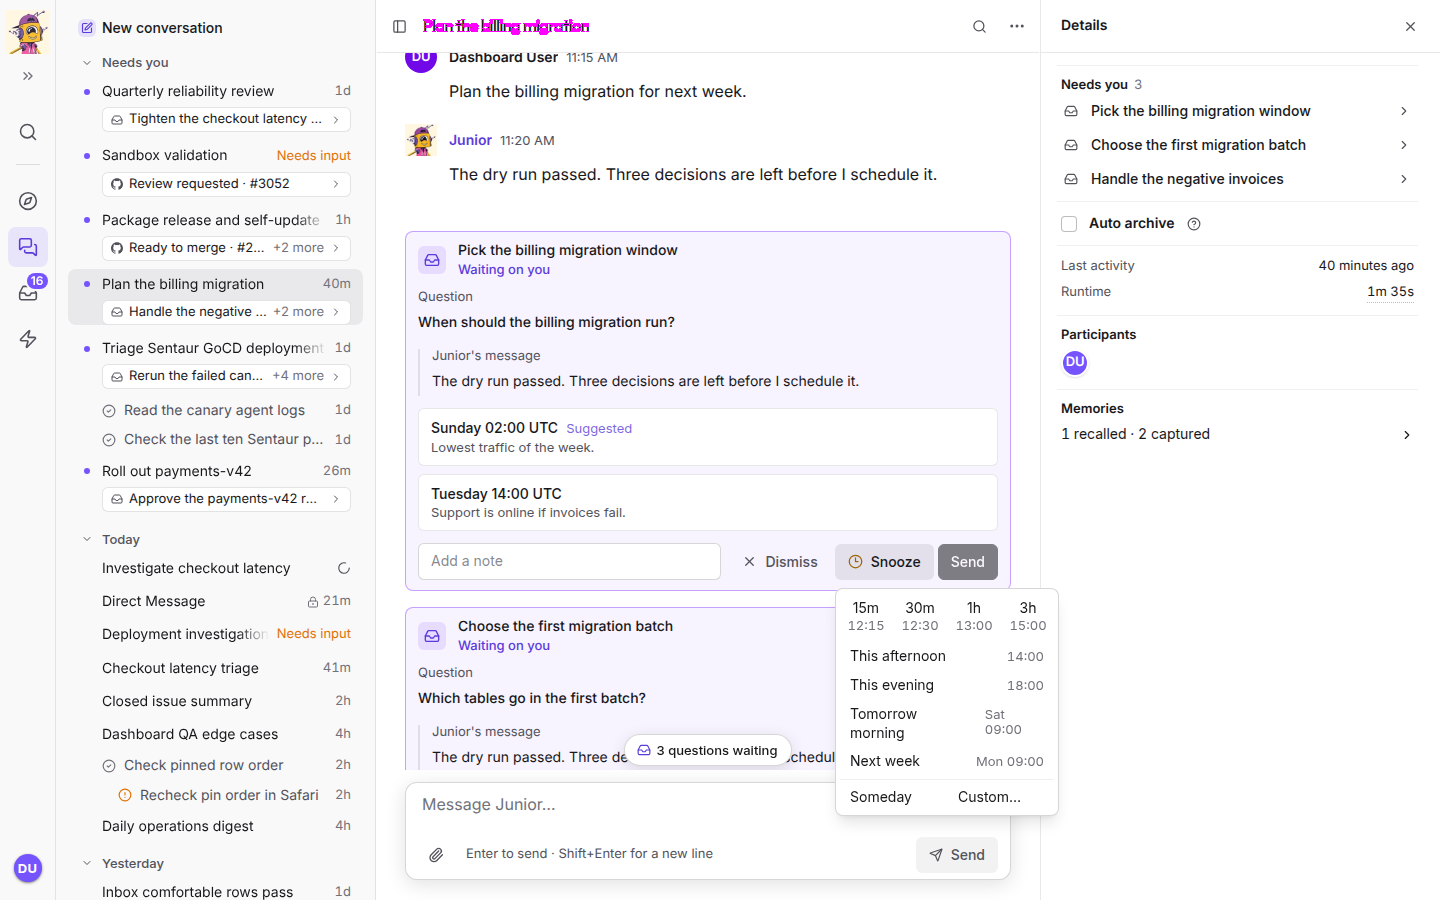 New conversation
Needs you
Quarterly reliability review 1d
Tighten the checkout latency ...
Sandbox validation Needs input
Review requested · #3052
Package release and self-update 1h
Ready to merge · #2... +2 more
Plan the billing migration 40m
Handle the negative ... +2 more
Triage Sentaur GoCD deployment 1d
Rerun the failed can... +4 more
Read the canary agent logs 1d
Check the last ten Sentaur p... 1d
Roll out payments-v42 26m
Approve the payments-v42 r...
Today
Investigate checkout latency
Direct Message 21m
Deployment investigation Needs input
Checkout latency triage 41m
Closed issue summary 2h
Dashboard QA edge cases 4h
Check pinned row order 2h
Recheck pin order in Safari 2h
Daily operations digest 4h
Yesterday
Inbox comfortable rows pass 1d
16
DU
Plan the billing migration
DU Dashboard User 11:15 AM
Plan the billing migration for next week.
Junior 11:20 AM
The dry run passed. Three decisions are left before I schedule it.
Pick the billing migration window
Waiting on you
Question
When should the billing migration run?
Junior's message
The dry run passed. Three decisions are left before I schedule it.
Sunday 02:00 UTC Suggested
Lowest traffic of the week.
Tuesday 14:00 UTC
Support is online if invoices fail.
Add a note
Dismiss
Snooze
Send
Choose the first migration batch
Waiting on you
Question
Which tables go in the first batch?
Junior's message
The dry run passed. Three de
schedul
3 questions waiting
15m 30m 1h 3h
12:15 12:30 13:00 15:00
This afternoon 14:00
This evening 18:00
Tomorrow morning Sat 09:00
Next week Mon 09:00
Someday Custom...
Message Junior...
Enter to send · Shift+Enter for a new line
Send
Details
Needs you 3
Pick the billing migration window
Choose the first migration batch
Handle the negative invoices
Auto archive
Last activity 40 minutes ago
Runtime 1m 35s
Participants
DU
Memories
1 recalled · 2 captured